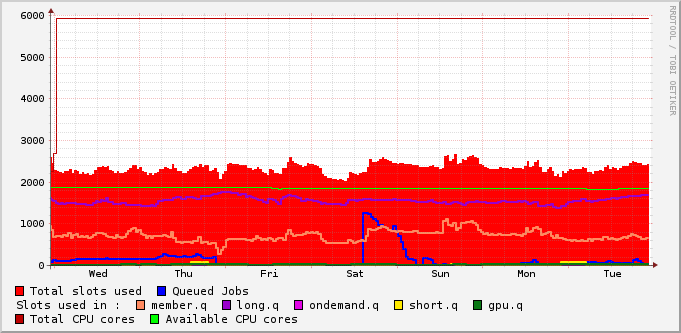 RRDTOOL / TOBI OETIKER
6000
5000
4000
3000
2000
1000
0
Wed Thu Fri Sat Sun Mon Tue
Total slots used Queued Jobs
Slots used in : member.q long.q ondemand.q short.q gpu.q
Total CPU cores Available CPU cores